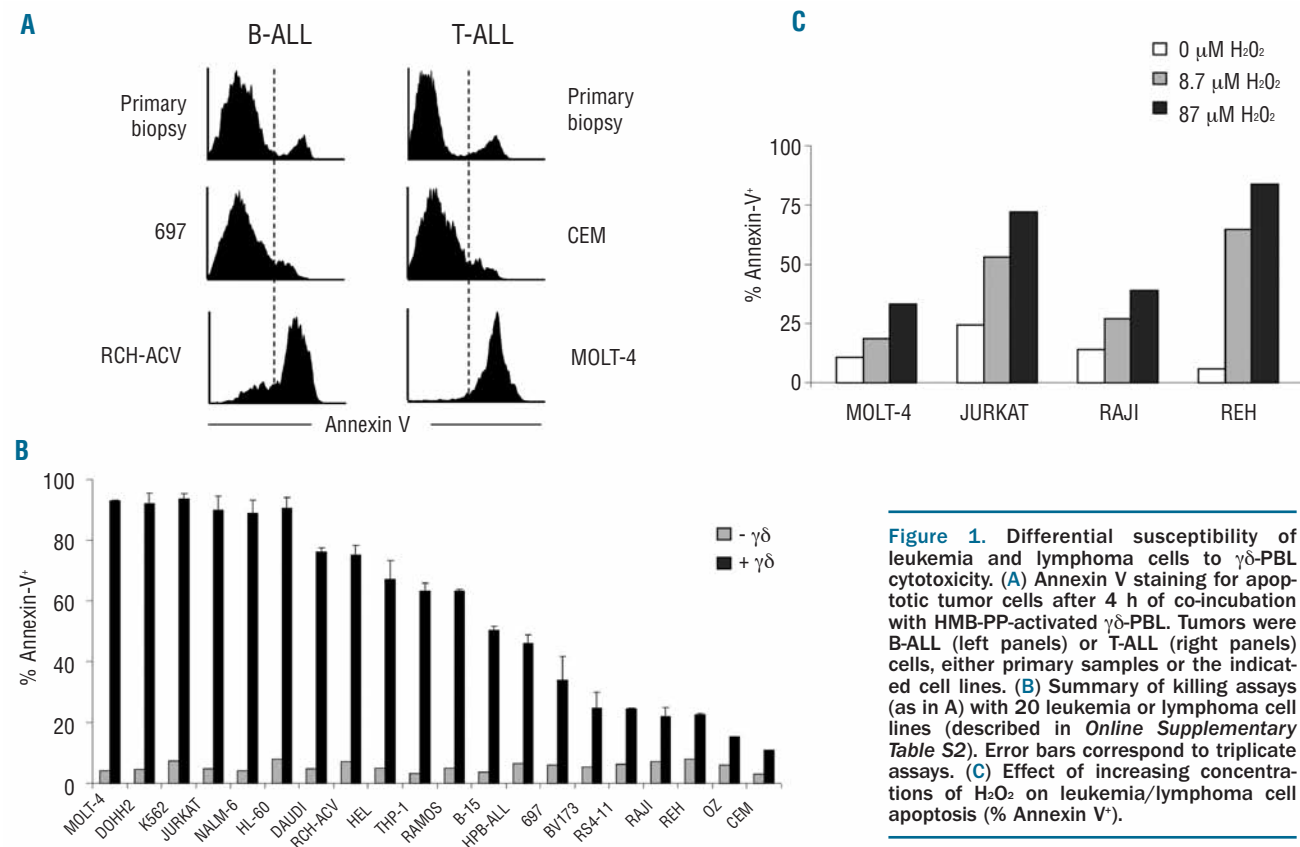 A
B-ALL
T-ALL
Primary
biopsy
Primary
biopsy
697
CEM
RCH-ACV
MOLT-4
Annexin V
C
0 µM H₂O₂
8.7 µM H₂O₂
87 µM H₂O₂
% Annexin-V⁺
100
75
50
25
0
MOLT-4 JURKAT RAJI REH
B
% Annexin-V⁺
100
80
60
40
20
0
- γδ
+ γδ
MOLT-4 DOHH2 K562 JURKAT NALM-6 HL-60 DAUDI RCH-ACV HEL THP-1 RAMOS B-15 HPB-ALL 697 BV173 RS4-11 RAJI REH OZ CEM
Figure 1. Differential susceptibility of
leukemia and lymphoma cells to γδ-PBL
cytotoxicity. (A) Annexin V staining for apop-
totic tumor cells after 4 h of co-incubation
with HMB-PP-activated γδ-PBL. Tumors were
B-ALL (left panels) or T-ALL (right panels)
cells, either primary samples or the indicat-
ed cell lines. (B) Summary of killing assays
(as in A) with 20 leukemia or lymphoma cell
lines (described in Online Supplementary
Table S2). Error bars correspond to triplicate
assays. (C) Effect of increasing concentra-
tions of H₂O₂ on leukemia/lymphoma cell
apoptosis (% Annexin V⁺).